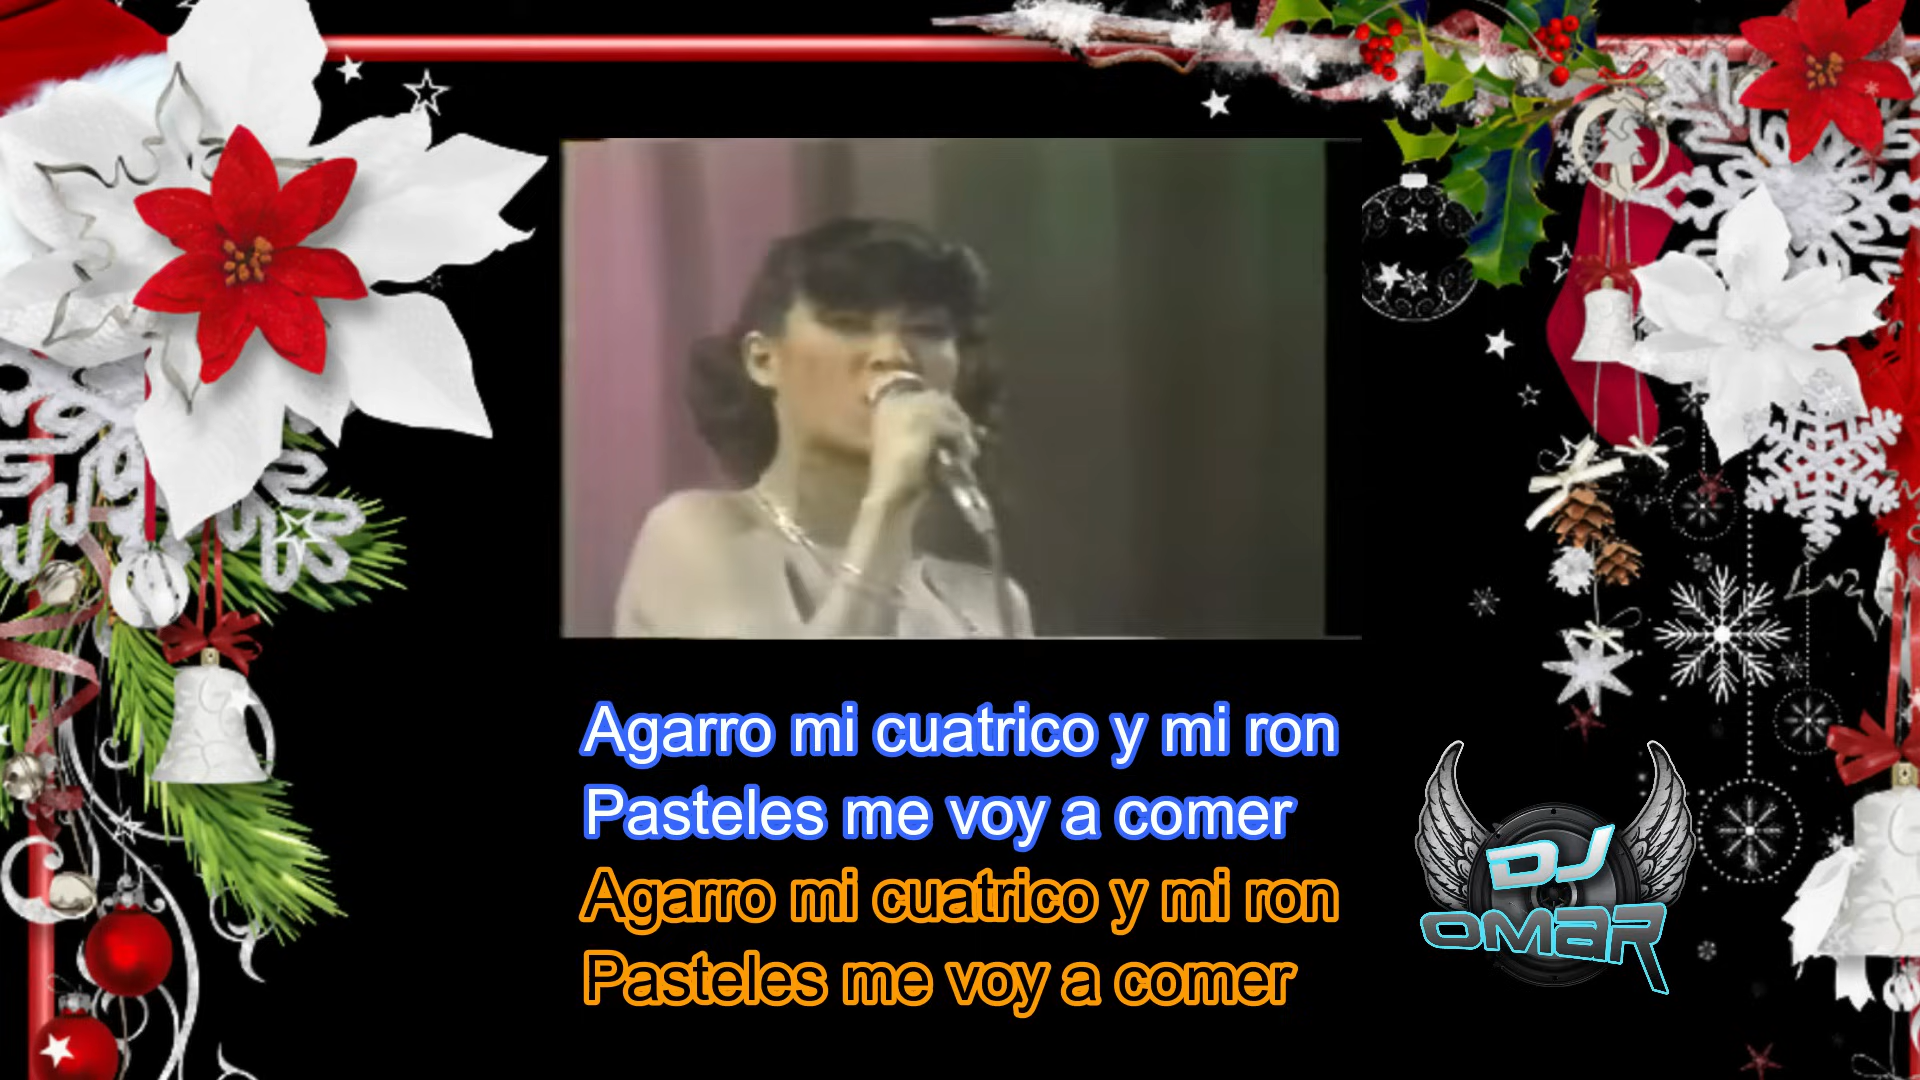 Agarro mi cuatrico y mi ron
Pasteles me voy a comer
Agarro mi cuatrico y mi ron
Pasteles me voy a comer
DJ
OMAR